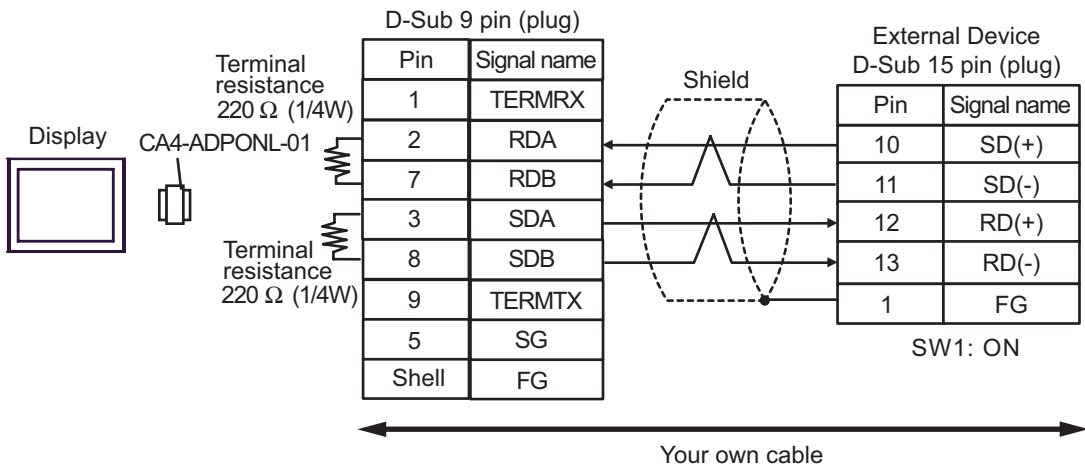 D-Sub 9 pin (plug)
Pin Signal name
1 TERMRX
2 RDA
7 RDB
3 SDA
8 SDB
9 TERMTX
5 SG
Shell FG
Terminal
resistance
220 Ω (1/4W)
Display
CA4-ADPONL-01
Terminal
resistance
220 Ω (1/4W)
Shield
External Device
D-Sub 15 pin (plug)
Pin Signal name
10 SD(+)
11 SD(-)
12 RD(+)
13 RD(-)
1 FG
SW1: ON
Your own cable